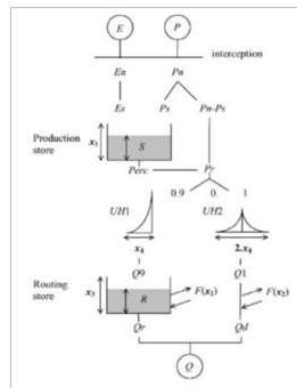 E P
interception
En Pn
Es Ps Pn-Ps
Production
store
x1 S
Perc Pr
0.9 0. 1
UH1 UH2
x4 2.x4
Q9 Q1
Routing
store
x3 R F(x2) F(x2)
Qr Qd
Q